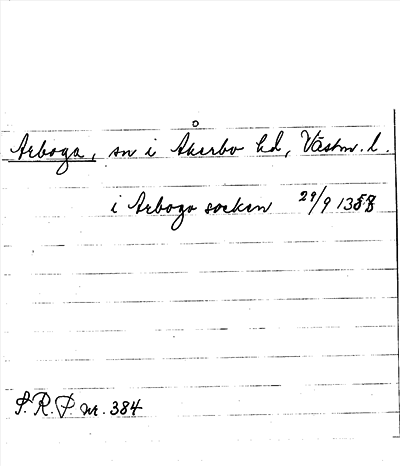 Arboga, sn i Åkerbo hd, Västm. l.
i Arboga socken 29/9 1358
S. R. P. nr. 384